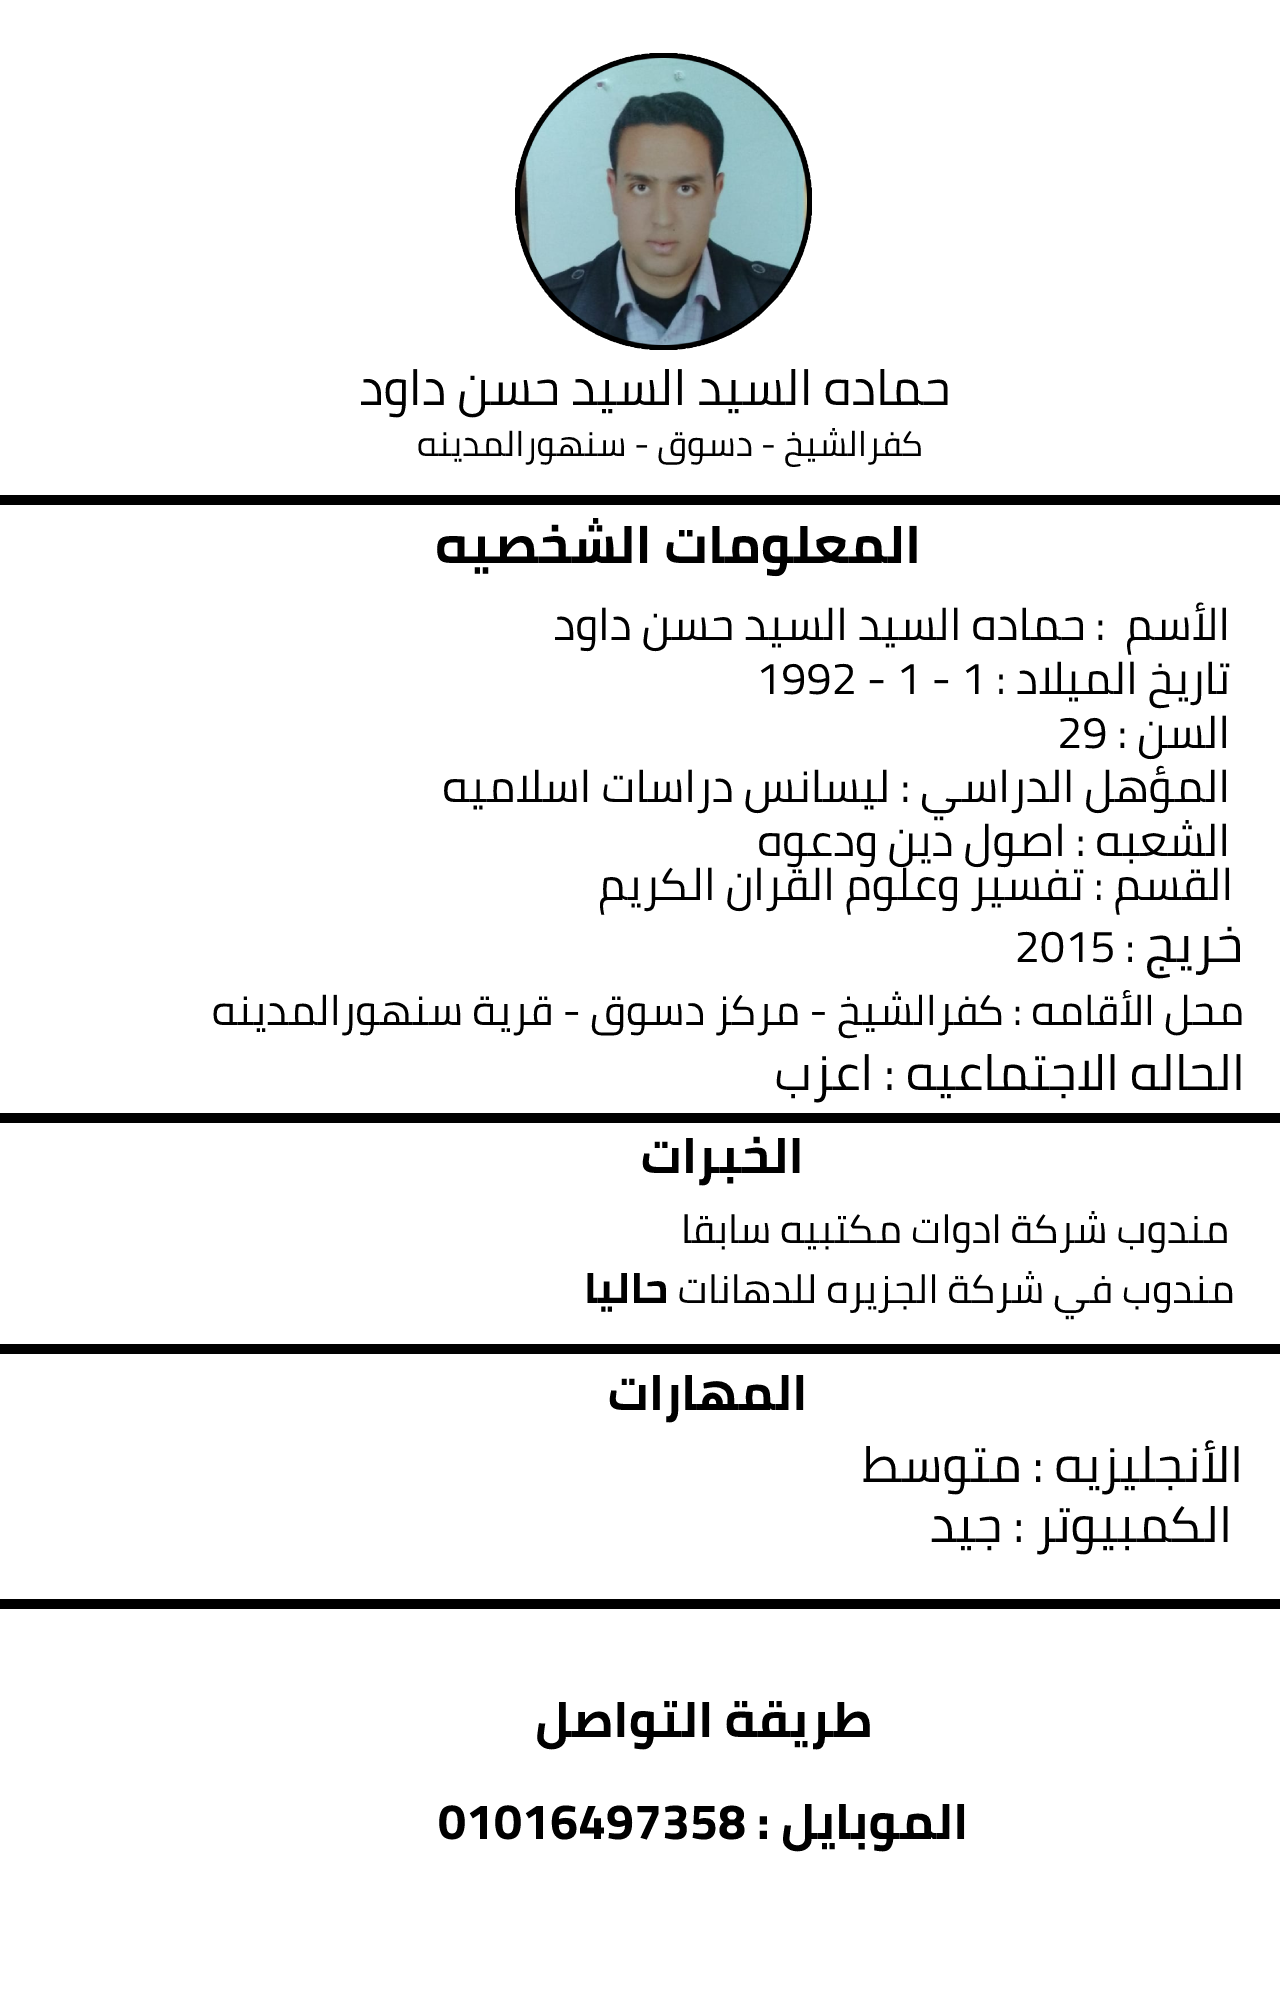 حماده السيد السيد حسن داود
كفرالشيخ - دسوق - سنهورالمدينه
المعلومات الشخصيه
الأسم : حماده السيد السيد حسن داود
تاريخ الميلاد : 1 - 1 - 1992
السن : 29
المؤهل الدراسي : ليسانس دراسات اسلاميه
الشعبه : اصول دين ودعوه
القسم : تفسير وعلوم القران الكريم
خريج : 2015
محل الأقامه : كفرالشيخ - مركز دسوق - قرية سنهورالمدينه
الحاله الاجتماعيه : اعزب
الخبرات
مندوب شركة ادوات مكتبيه سابقا
مندوب في شركة الجزيره للدهانات حاليا
المهارات
الأنجليزيه : متوسط
الكمبيوتر : جيد
طريقة التواصل
الموبايل : 01016497358